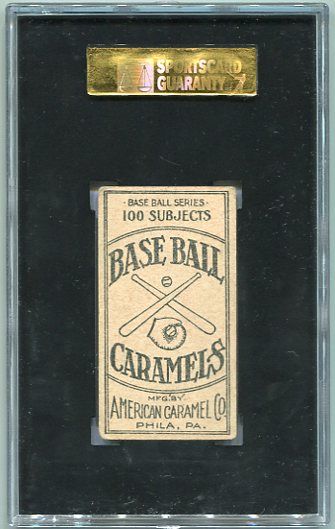 SPORTSCARD
GUARANTY
BASE BALL SERIES
100 SUBJECTS
BASE BALL
CARAMELS
MFG. BY
AMERICAN CARAMEL CO.
PHILA, PA.